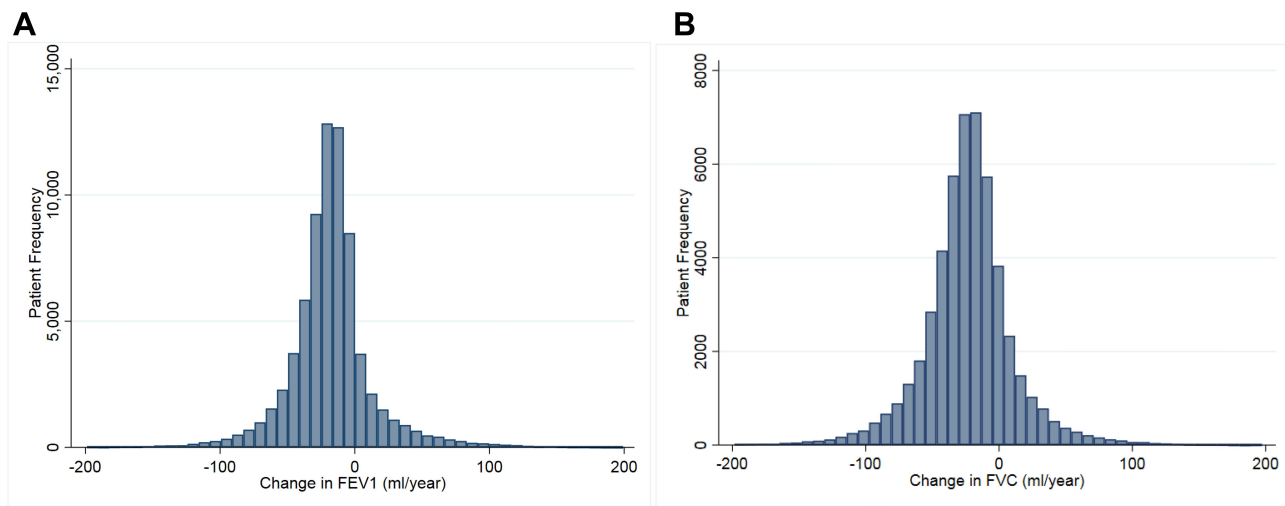 A
B
15,000
10,000
5,000
0
Patient Frequency
-200 -100 0 100 200
Change in FEV1 (ml/year)
8000
6000
4000
2000
0
Patient Frequency
-200 -100 0 100 200
Change in FVC (ml/year)